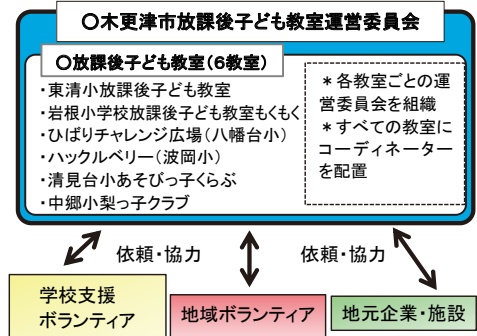 ○木更津市放課後子ども教室運営委員会
○放課後子ども教室(6教室)
・東清小放課後子ども教室
・岩根小学校放課後子ども教室もくもく
・ひばりチャレンジ広場(八幡台小)
・ハックルベリー(波岡小)
・清見台小あそびっ子くらぶ
・中郷小梨っ子クラブ
＊各教室ごとの運
営委員会を組織
＊すべての教室に
コーディネーター
を配置
依頼・協力
依頼・協力
学校支援
ボランティア
地域ボランティア
地元企業・施設